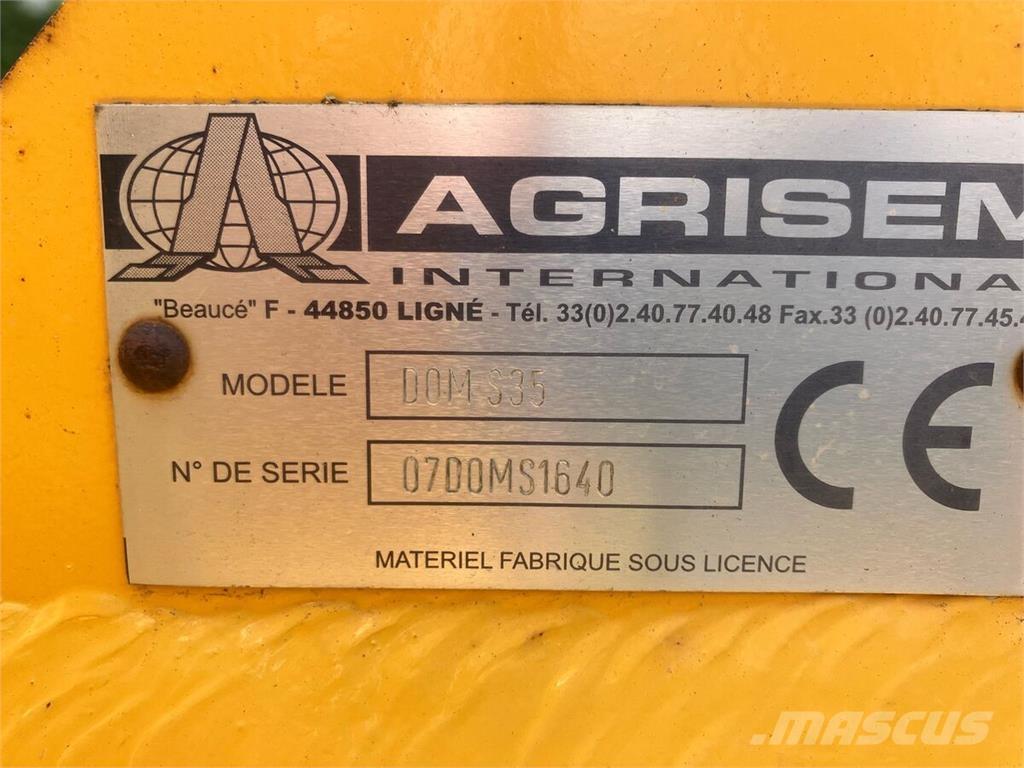 AGRISEM
INTERNATIONA
"Beaucé" F - 44850 LIGNÉ - Tél. 33(0)2.40.77.40.48 Fax.33 (0)2.40.77.45.4
MODELE DOM S35
N° DE SERIE 07DOMS1640
CE
MATERIEL FABRIQUE SOUS LICENCE
MASCUS